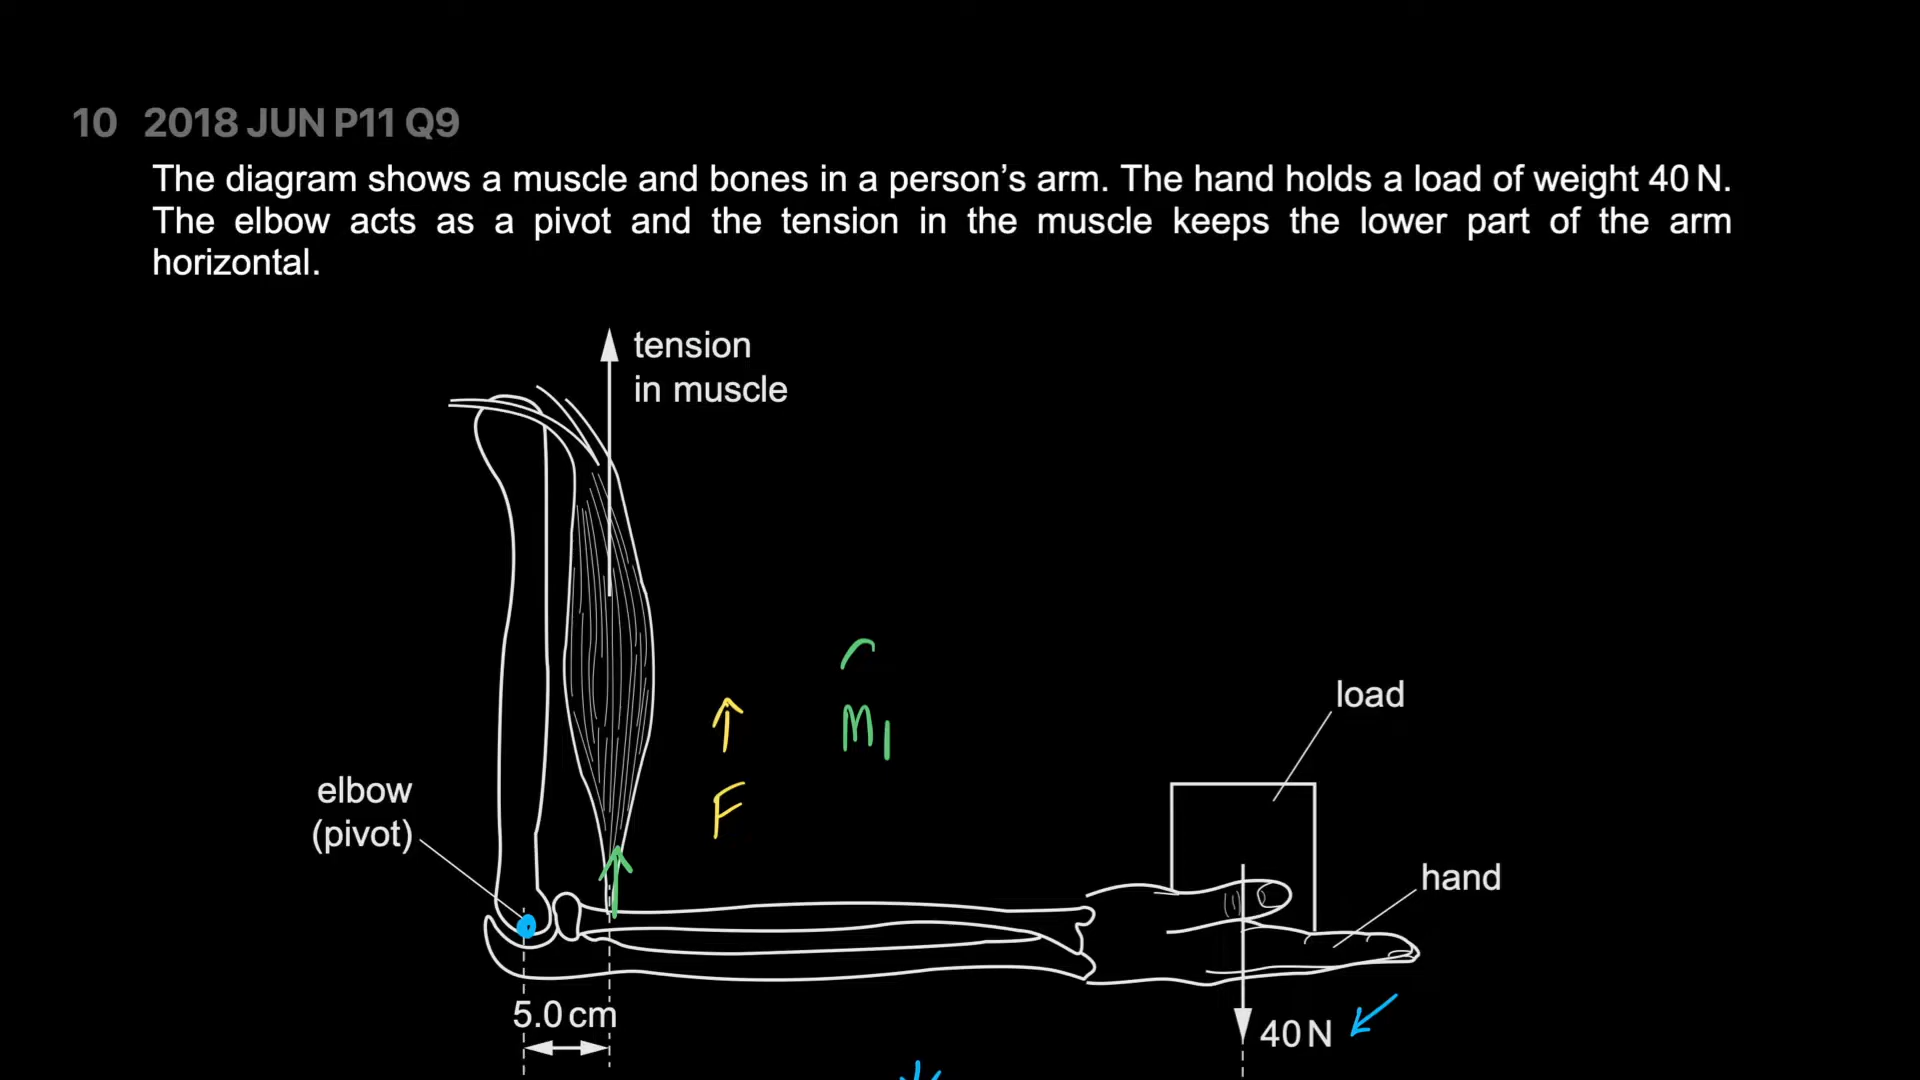 10 2018 JUN P11 Q9
The diagram shows a muscle and bones in a person’s arm. The hand holds a load of weight 40 N.
The elbow acts as a pivot and the tension in the muscle keeps the lower part of the arm
horizontal.
tension
in muscle
load
M1
elbow
(pivot)
F
hand
5.0 cm
40 N